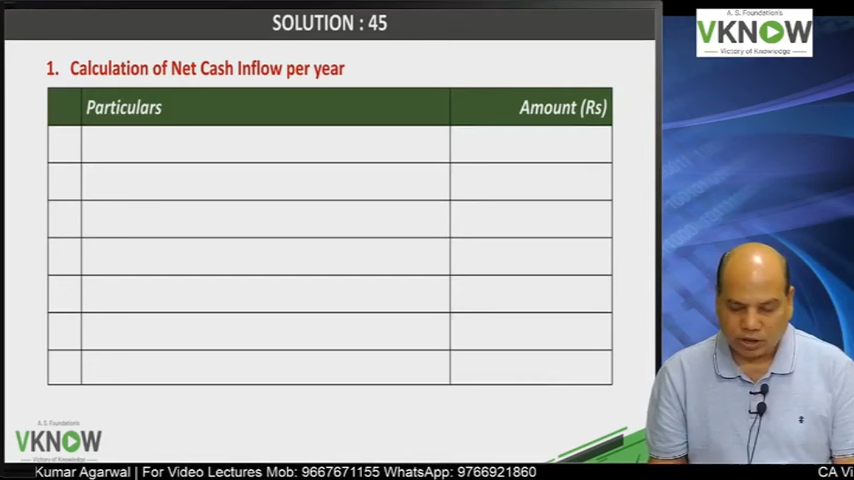 SOLUTION : 45
A. S. Foundation's
VKNOW
Victory of Knowledge
1. Calculation of Net Cash Inflow per year
Particulars Amount (Rs)
A. S. Foundation's
VKNOW
Victory of Knowledge
Kumar Agarwal | For Video Lectures Mob: 9667671155 WhatsApp: 9766921860 CA Vi